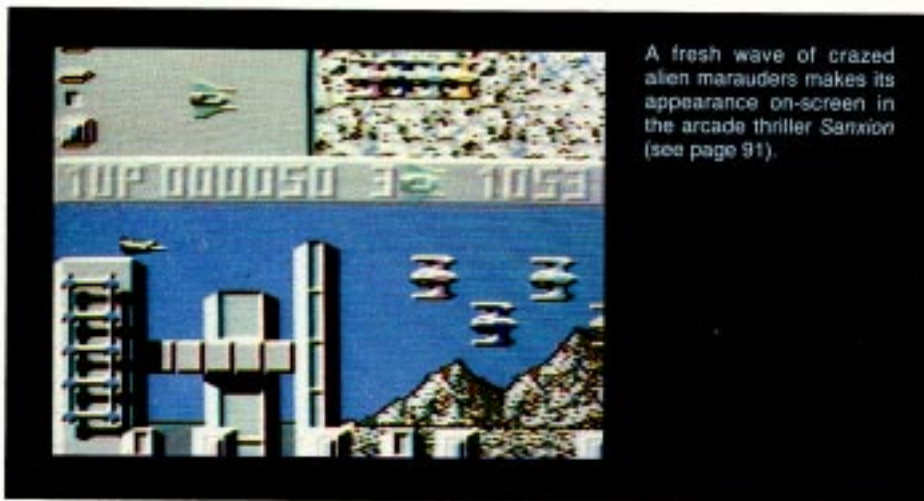 A fresh wave of crazed
alien marauders makes its
appearance on-screen in
the arcade thriller Sanxion
(see page 91).
1UP 000050 3 1053